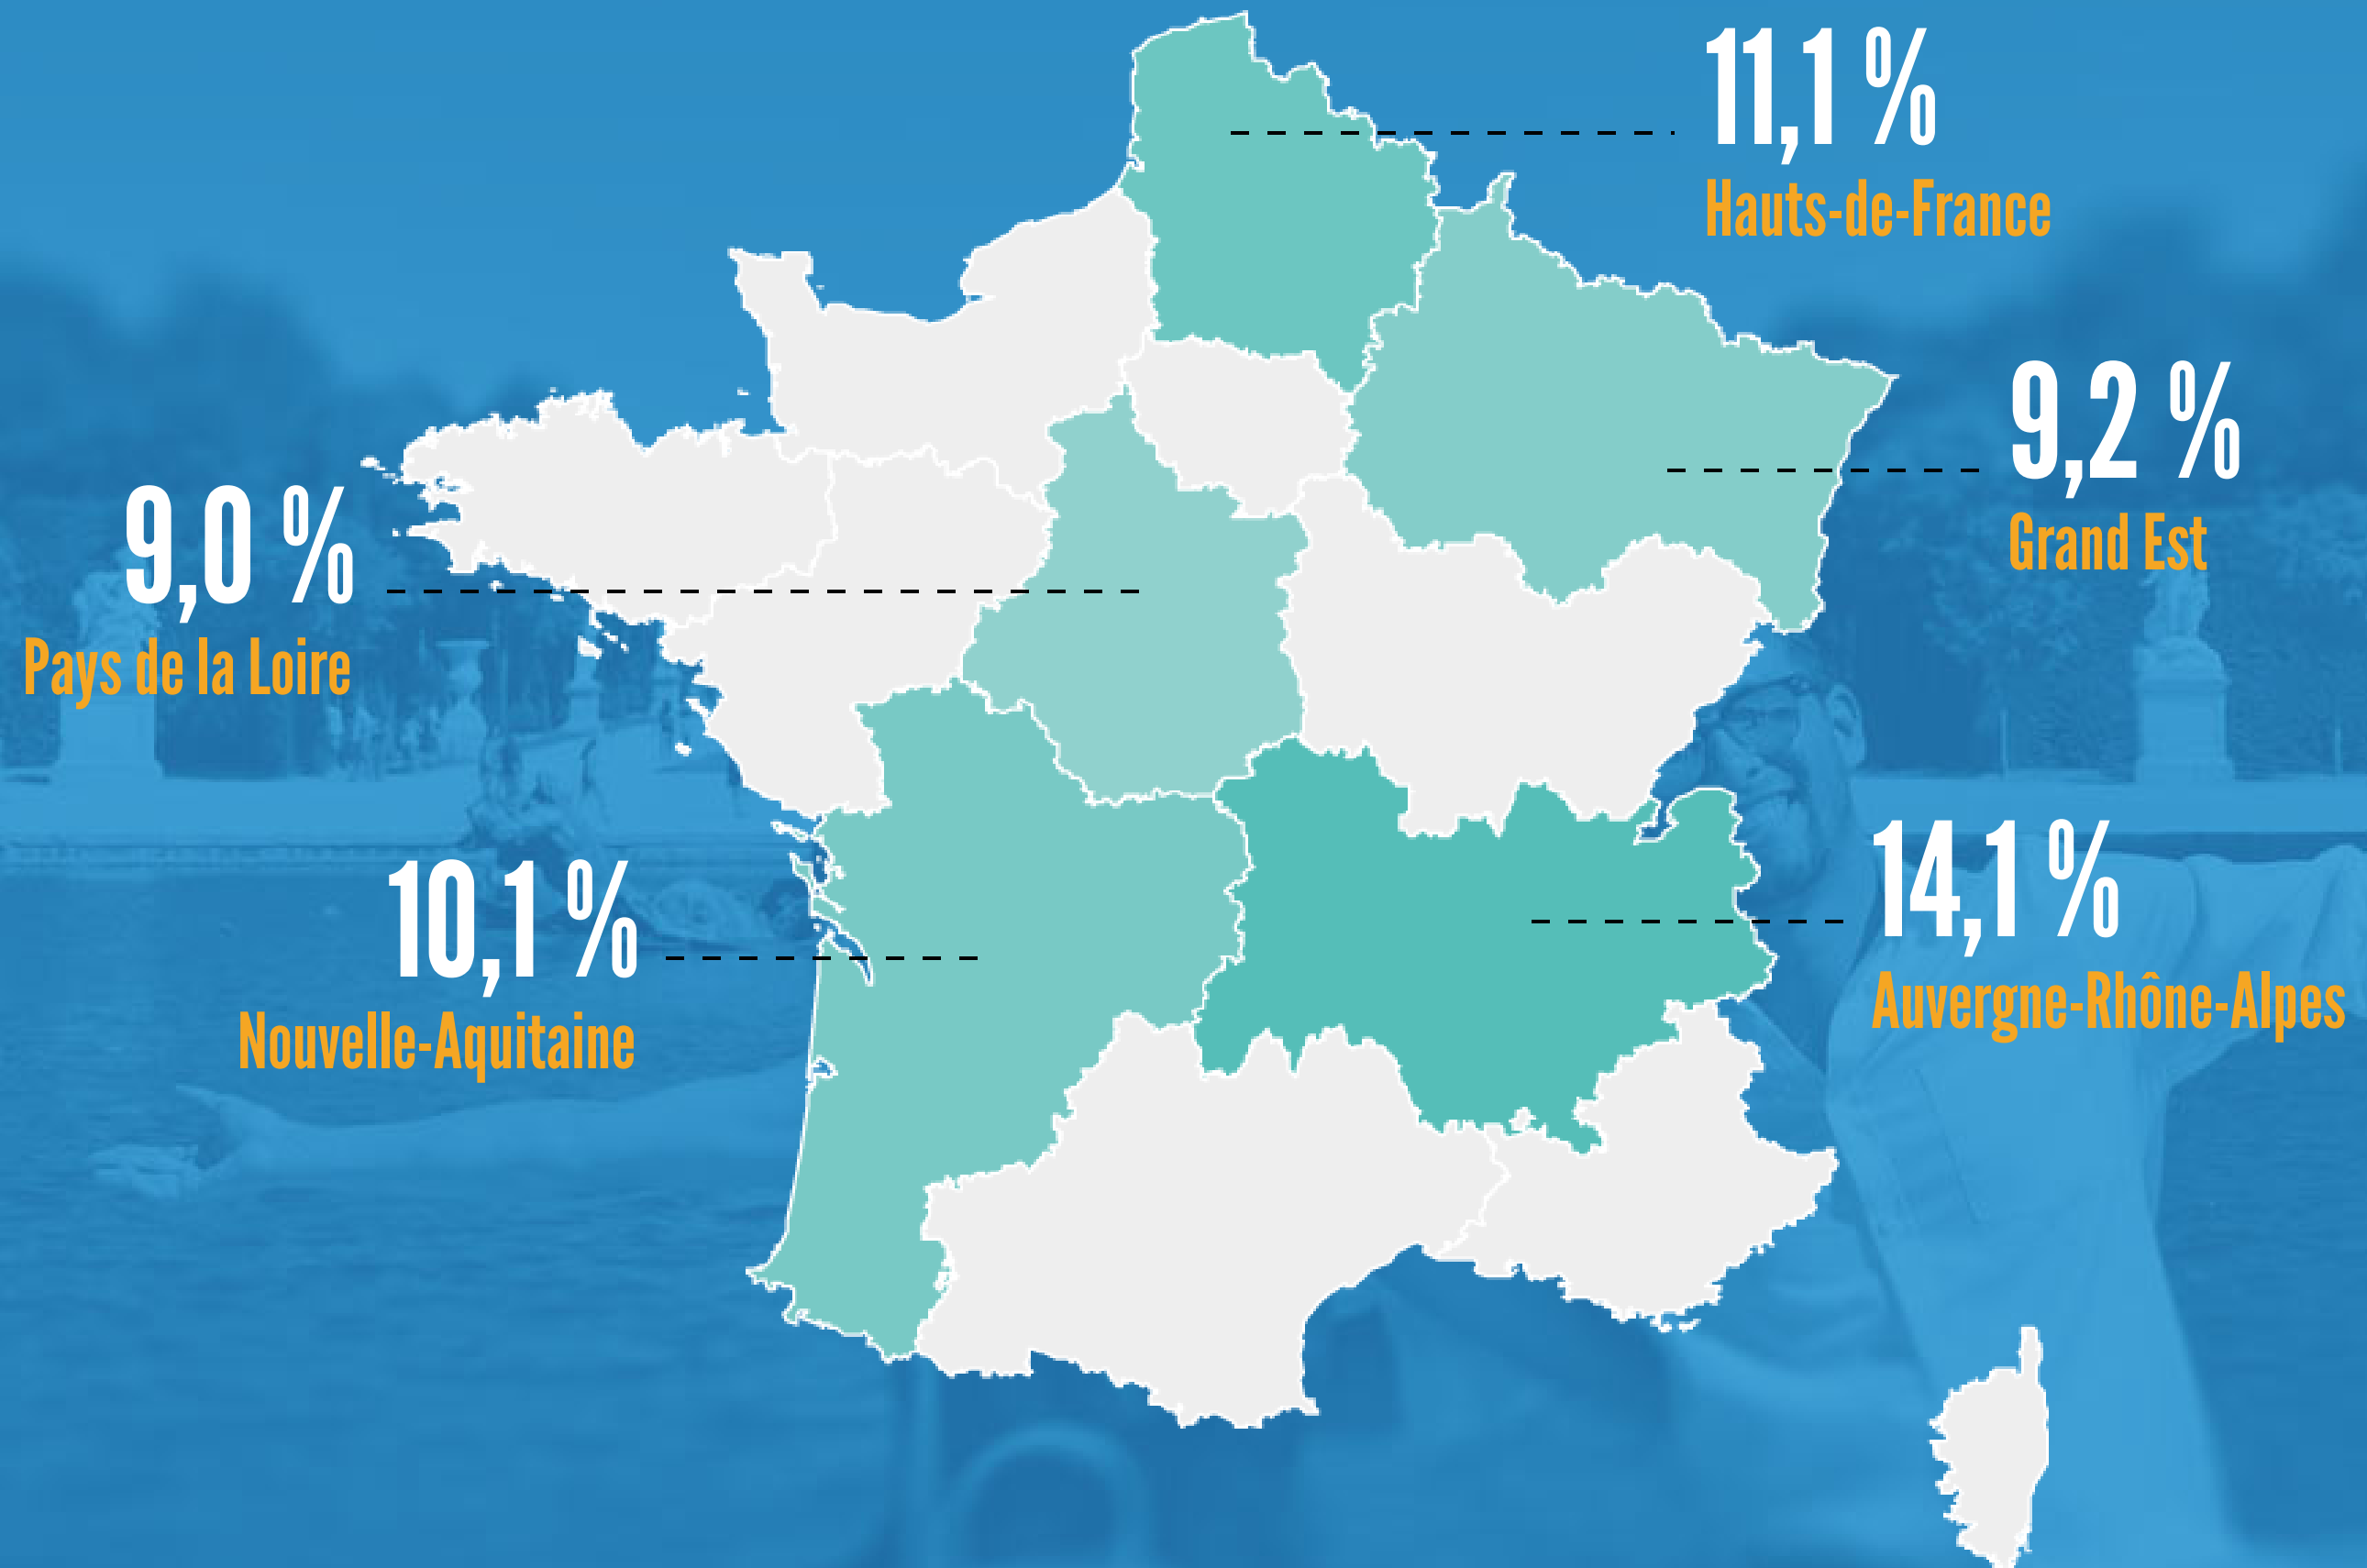 11,1 %
Hauts-de-France
9,2 %
Grand Est
9,0 %
Pays de la Loire
14,1 %
Auvergne-Rhône-Alpes
10,1 %
Nouvelle-Aquitaine